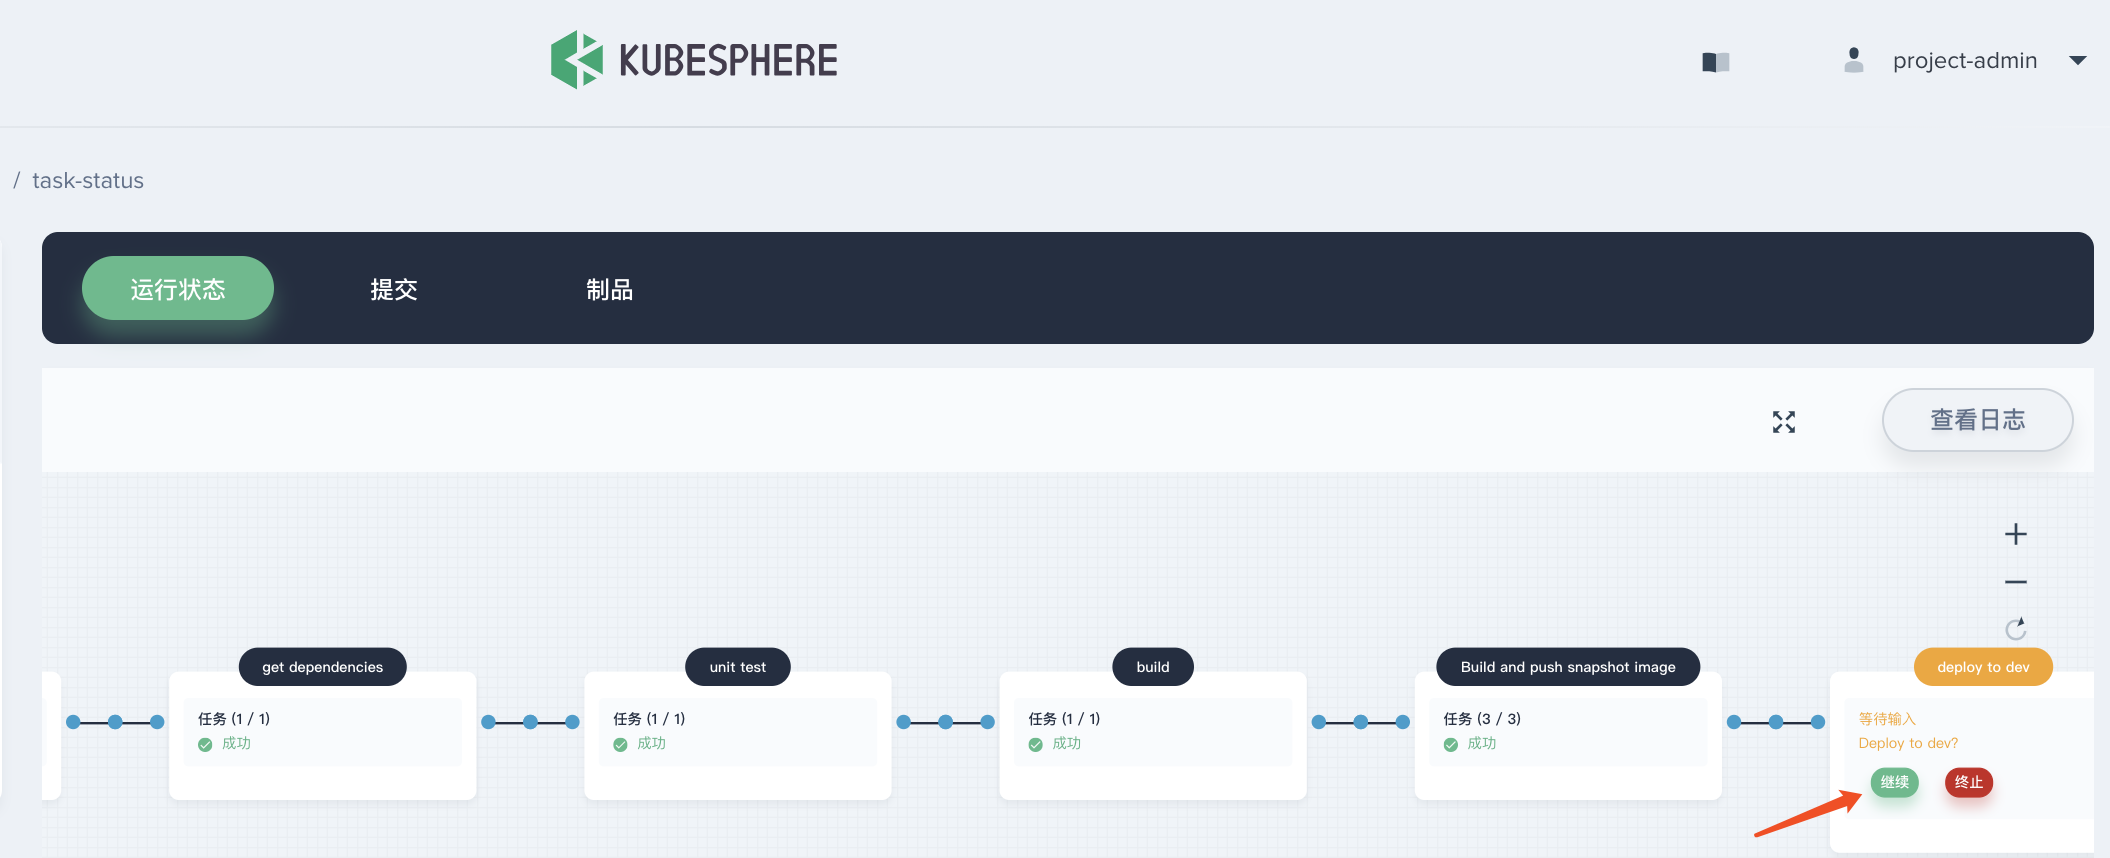 KUBESPHERE
project-admin
/ task-status
运行状态
提交
制品
查看日志
get dependencies
任务 (1 / 1)
成功
unit test
任务 (1 / 1)
成功
build
任务 (1 / 1)
成功
Build and push snapshot image
任务 (3 / 3)
成功
deploy to dev
等待输入
Deploy to dev?
继续
终止